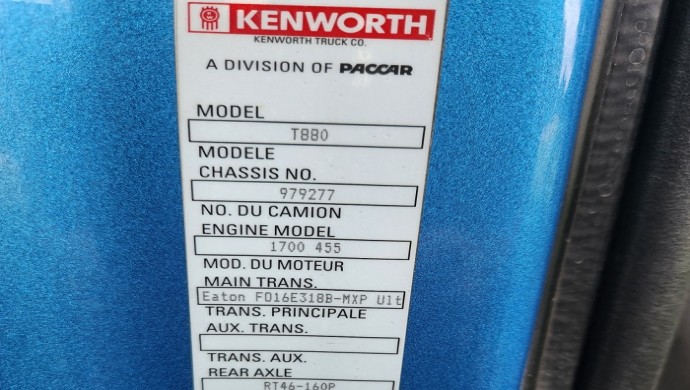 KENWORTH
KENWORTH TRUCK CO.
A DIVISION OF PACCAR
MODEL
T880
MODELE
CHASSIS NO.
979277
NO. DU CAMION
ENGINE MODEL
1700 455
MOD. DU MOTEUR
MAIN TRANS.
Eaton FO16E318B-MXP Ult
TRANS. PRINCIPALE
AUX. TRANS.
TRANS. AUX.
REAR AXLE
RT46-160P